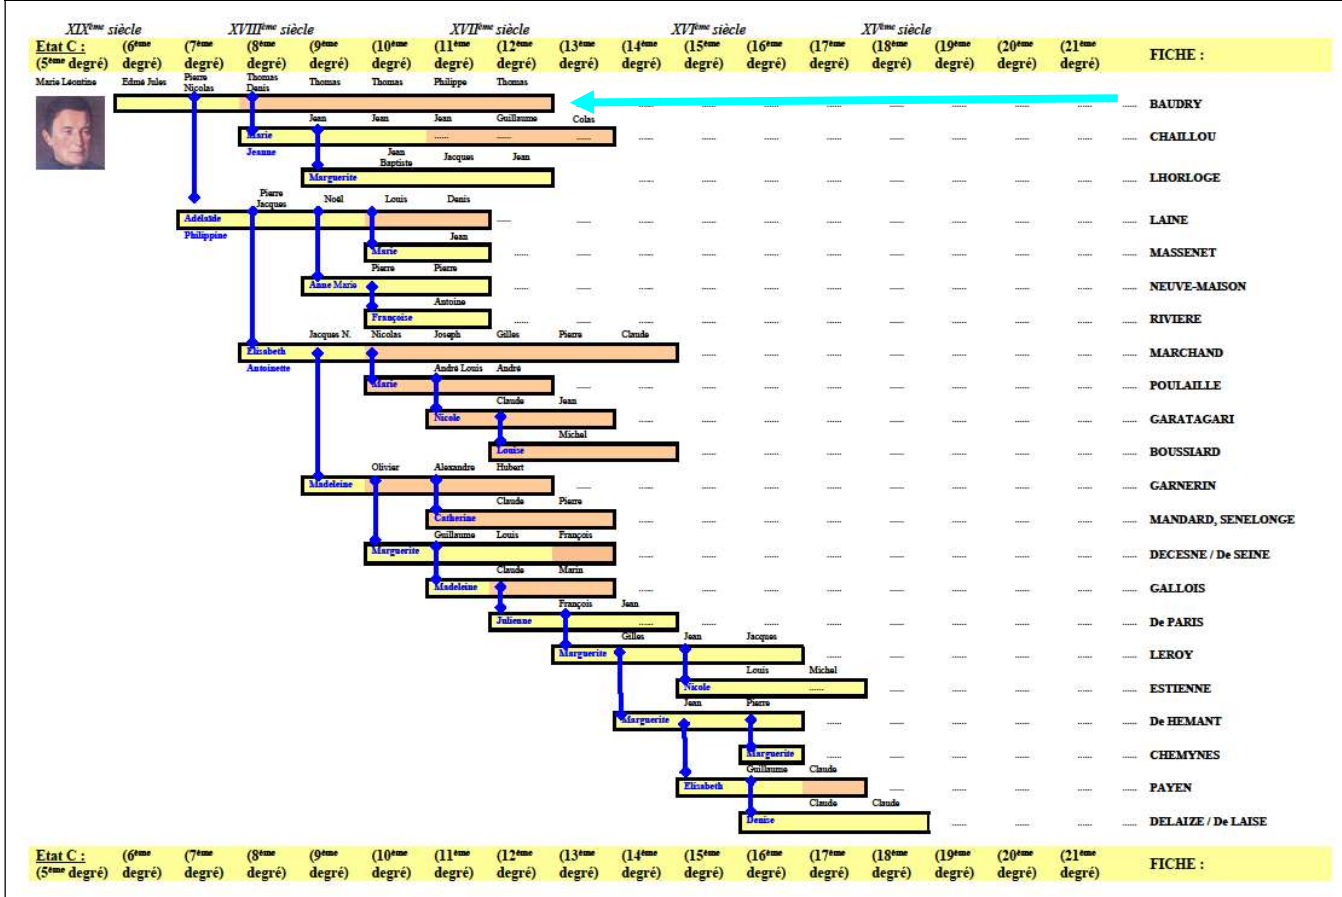 XIXème siècle XVIIIème siècle XVIIème siècle XVIème siècle XVème siècle
Etat C : (6ème (7ème (8ème (9ème (10ème (11ème (12ème (13ème (14ème (15ème (16ème (17ème (18ème (19ème (20ème (21ème FICHE :
(5ème degré) degré) degré) degré) degré) degré) degré) degré) degré) degré) degré) degré) degré) degré) degré) degré) degré)
Marie Léontine Edmé Jules Pierre Nicolas Thomas Denis Thomas Thomas Philippe Thomas
...... ...... ...... ...... ...... ...... ...... ...... ...... BAUDRY
Jean Jean Jean Guillaume Colas
Marie ...... ...... ...... ...... ...... ...... ...... ...... ...... ...... ...... ...... CHAILLOU
Jeanne Jean Baptiste Jacques Jean
Marguerite ...... ...... ...... ...... ...... ...... ...... ...... ...... LHORLOGE
Pierre Jacques Noël Louis Denis
Adélaïde ...... ...... ...... ...... ...... ...... ...... ...... ...... ...... ...... LAINE
Philippine Jean
Marie ...... ...... ...... ...... ...... ...... ...... ...... ...... ...... ...... MASSENET
Pierre Pierre
Anne Marie ...... ...... ...... ...... ...... ...... ...... ...... ...... ...... ...... NEUVE-MAISON
Antoine
Françoise ...... ...... ...... ...... ...... ...... ...... ...... ...... ...... ...... RIVIERE
Jacques N. Nicolas Joseph Gilles Pierre Claude
Elisabeth ...... ...... ...... ...... ...... ...... ...... ...... MARCHAND
Antoinette André Louis André
Marie ...... ...... ...... ...... ...... ...... ...... ...... ...... ...... POULAILLE
Claude Jean
Nicole ...... ...... ...... ...... ...... ...... ...... ...... ...... GARATAGARI
Michel
Louise ...... ...... ...... ...... ...... ...... ...... ...... BOUSSIARD
Olivier Alexandre Hubert
Madeleine ...... ...... ...... ...... ...... ...... ...... ...... ...... ...... GARNERIN
Claude Pierre
Catherine ...... ...... ...... ...... ...... ...... ...... ...... ...... MANDARD, SENELONGE
Guillaume Louis François
Marguerite ...... ...... ...... ...... ...... ...... ...... ...... ...... DECESNE / De SEINE
Claude Marin
Madeleine ...... ...... ...... ...... ...... ...... ...... ...... ...... GALLOIS
François Jean
Julienne ...... ...... ...... ...... ...... ...... ...... ...... ...... De PARIS
Gilles Jean Jacques
Marguerite ...... ...... ...... ...... ...... ...... LEROY
Louis Michel
Nicole ...... ...... ...... ...... ...... ...... ESTIENNE
Jean Pierre
Marguerite ...... ...... ...... ...... ...... ...... De HEMANT
Marguerite ...... ...... ...... ...... ...... ...... CHEMYNES
Guillaume Claude
Elisabeth ...... ...... ...... ...... ...... PAYEN
Claude Claude
Denise ...... ...... ...... ...... DELAIZE / De LAISE
Etat C : (6ème (7ème (8ème (9ème (10ème (11ème (12ème (13ème (14ème (15ème (16ème (17ème (18ème (19ème (20ème (21ème FICHE :
(5ème degré) degré) degré) degré) degré) degré) degré) degré) degré) degré) degré) degré) degré) degré) degré) degré) degré)